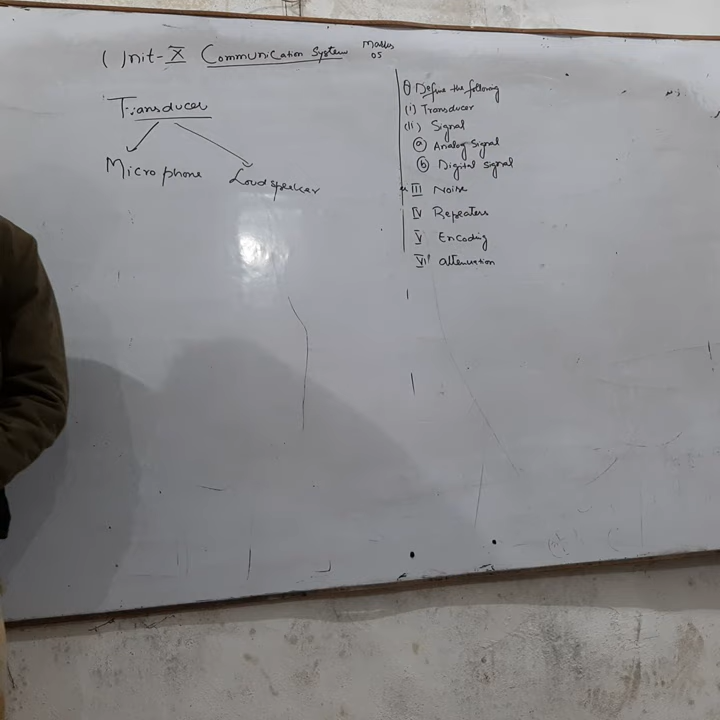 Unit-X Communication System Marks 05
Transducer
Microphone Loudspeaker
① Define the following
(i) Transducer
(ii) Signal
ⓐ Analog Signal
ⓑ Digital signal
III Noise
IV Repeaters
V Encoding
VI attenuation